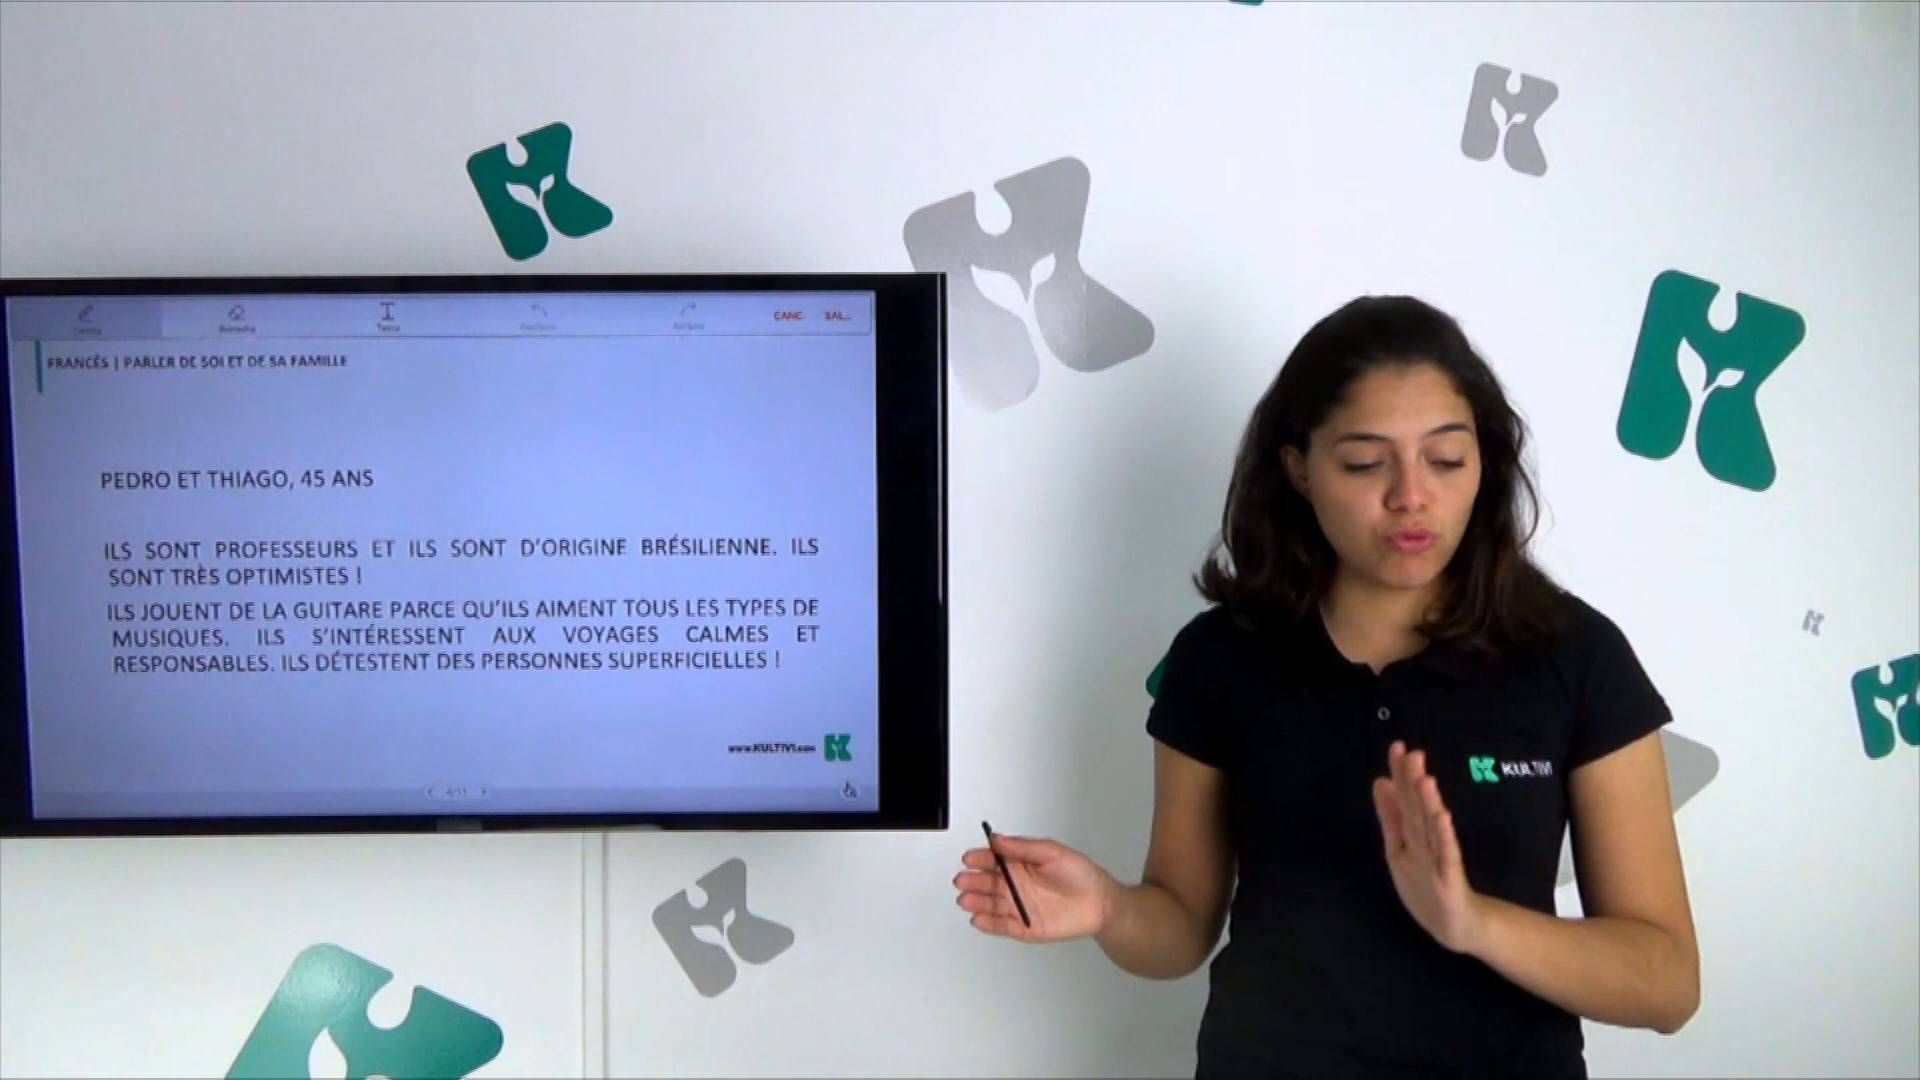 Texto
CANC.
SAL...
FRANCÊS | PARLER DE SOI ET DE SA FAMILLE
PEDRO ET THIAGO, 45 ANS
ILS SONT PROFESSEURS ET ILS SONT D'ORIGINE BRÉSILIENNE. ILS
SONT TRÈS OPTIMISTES !
ILS JOUENT DE LA GUITARE PARCE QU'ILS AIMENT TOUS LES TYPES DE
MUSIQUES. ILS S'INTÉRESSENT AUX VOYAGES CALMES ET
RESPONSABLES. ILS DÉTESTENT DES PERSONNES SUPERFICIELLES !
www.KULTIVI.com
KULTIVI